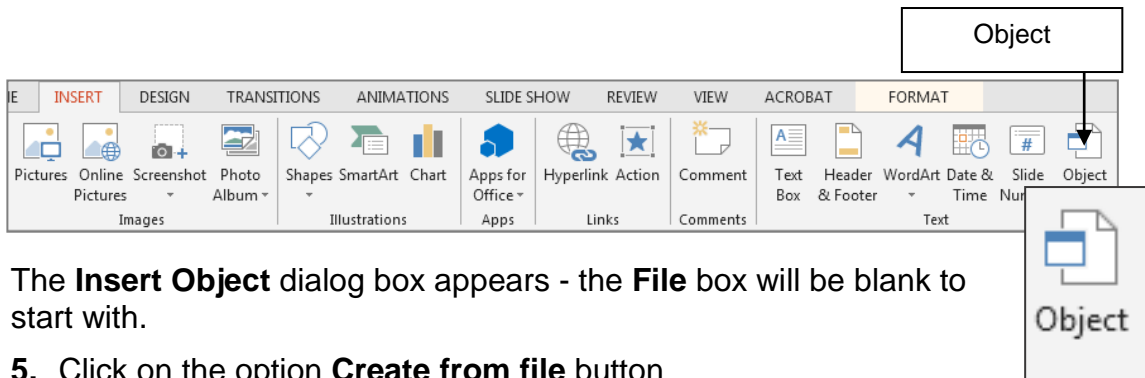 Object
IE INSERT DESIGN TRANSITIONS ANIMATIONS SLIDE SHOW REVIEW VIEW ACROBAT FORMAT
Pictures Online Screenshot Photo Shapes SmartArt Chart Apps for Hyperlink Action Comment Text Header WordArt Date & Slide Object
Pictures Album Office Box & Footer Time Nu
Images Illustrations Apps Links Comments Text
Object
The Insert Object dialog box appears - the File box will be blank to
start with.
5. Click on the option Create from file button